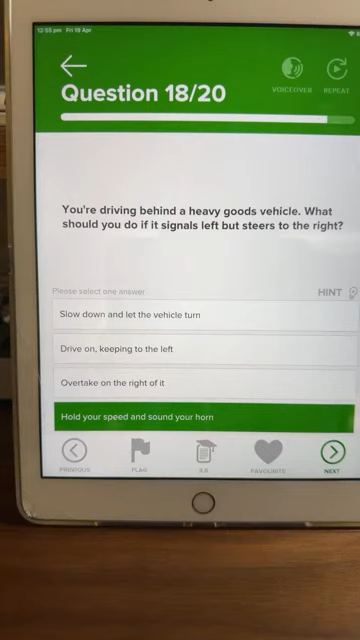 12:55 pm Fri 19 Apr
Question 18/20
VOICEOVER
REPEAT
You're driving behind a heavy goods vehicle. What
should you do if it signals left but steers to the right?
Please select one answer
HINT
Slow down and let the vehicle turn
Drive on, keeping to the left
Overtake on the right of it
Hold your speed and sound your horn
PREVIOUS
FLAG
FAVOURITE
NEXT